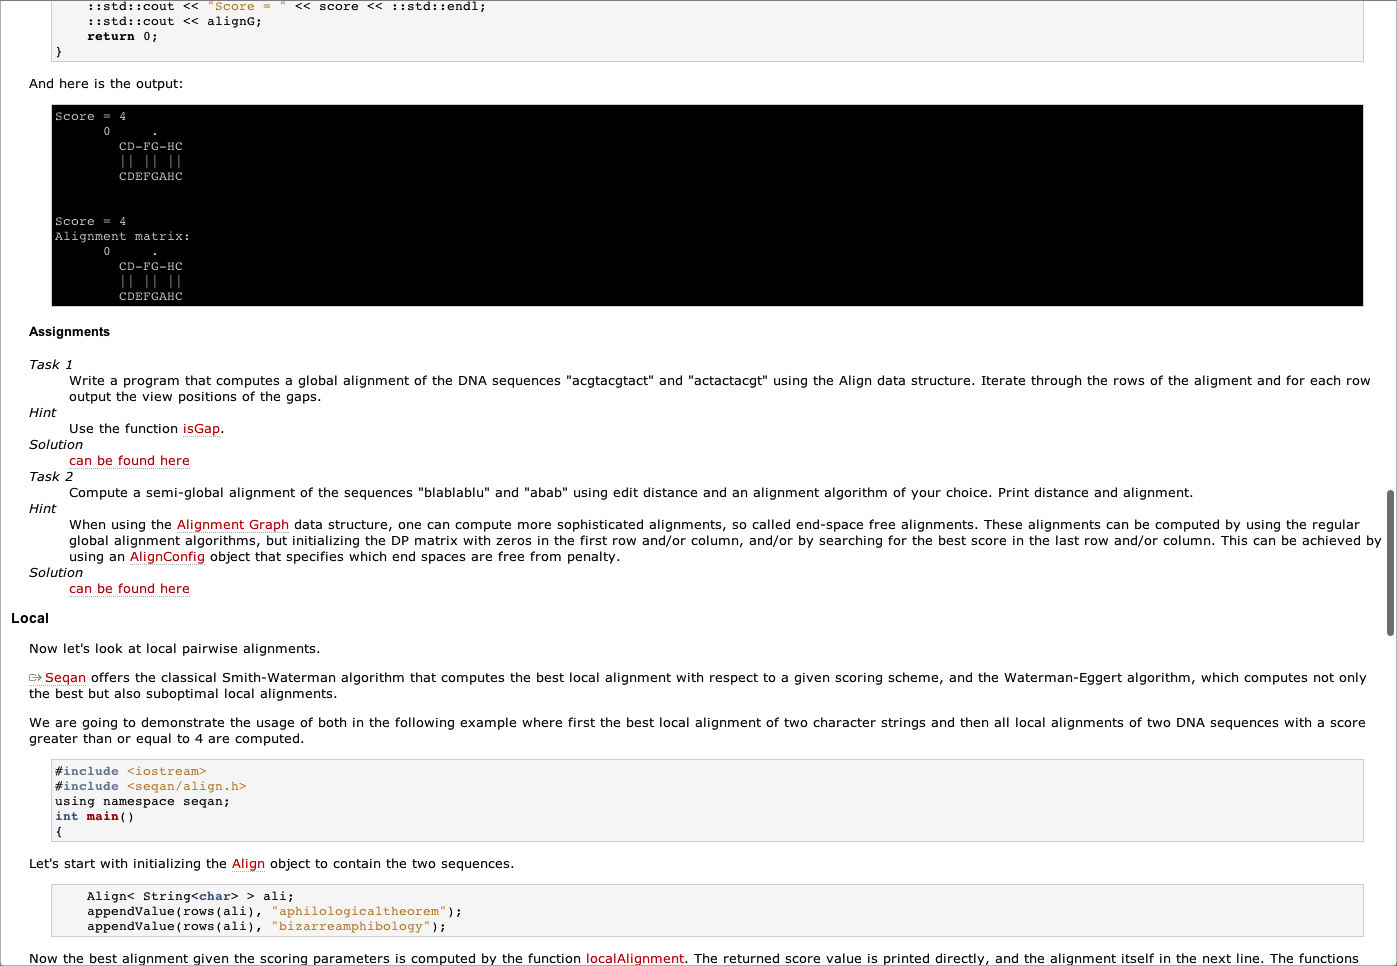 ::std::cout << "Score = " << score << ::std::endl;
::std::cout << alignG;
return 0;
}
And here is the output:
Score = 4
0 .
CD-FG-HC
|| || ||
CDEFGAHC
Score = 4
Alignment matrix:
0 .
CD-FG-HC
|| || ||
CDEFGAHC
Assignments
Task 1
Write a program that computes a global alignment of the DNA sequences "acgtacgtact" and "actactacgt" using the Align data structure. Iterate through the rows of the aligment and for each row
output the view positions of the gaps.
Hint
Use the function isGap.
Solution
can be found here
Task 2
Compute a semi-global alignment of the sequences "blablablu" and "abab" using edit distance and an alignment algorithm of your choice. Print distance and alignment.
Hint
When using the Alignment Graph data structure, one can compute more sophisticated alignments, so called end-space free alignments. These alignments can be computed by using the regular
global alignment algorithms, but initializing the DP matrix with zeros in the first row and/or column, and/or by searching for the best score in the last row and/or column. This can be achieved by
using an AlignConfig object that specifies which end spaces are free from penalty.
Solution
can be found here
Local
Now let's look at local pairwise alignments.
Seqan offers the classical Smith-Waterman algorithm that computes the best local alignment with respect to a given scoring scheme, and the Waterman-Eggert algorithm, which computes not only
the best but also suboptimal local alignments.
We are going to demonstrate the usage of both in the following example where first the best local alignment of two character strings and then all local alignments of two DNA sequences with a score
greater than or equal to 4 are computed.
#include <iostream>
#include <seqan/align.h>
using namespace seqan;
int main()
{
Let's start with initializing the Align object to contain the two sequences.
Align< String<char> > ali;
appendValue(rows(ali), "aphilologicaltheorem");
appendValue(rows(ali), "bizarreamphibology");
Now the best alignment given the scoring parameters is computed by the function localAlignment. The returned score value is printed directly, and the alignment itself in the next line. The functions